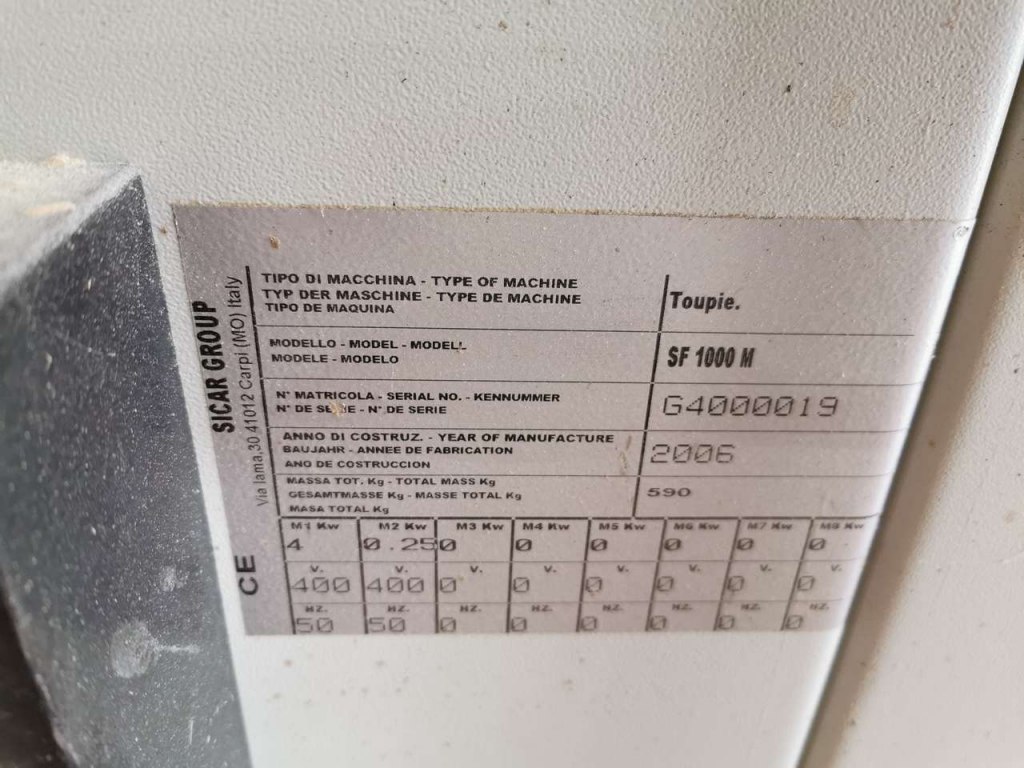 SICAR GROUP
Via lama,30 41012 Carpi (MO) Italy
CE
TIPO DI MACCHINA - TYPE OF MACHINE
TYP DER MASCHINE - TYPE DE MACHINE
TIPO DE MAQUINA
Toupie.
MODELLO - MODEL - MODELL
MODELE - MODELO
SF 1000 M
N° MATRICOLA - SERIAL NO. - KENNUMMER
N° DE SERIE - N° DE SERIE
G4000019
ANNO DI COSTRUZ. - YEAR OF MANUFACTURE
BAUJAHR - ANNEE DE FABRICATION
ANO DE COSTRUCCION
2006
MASSA TOT. Kg - TOTAL MASS Kg
GESAMTMASSE Kg - MASSE TOTAL Kg
MASA TOTAL Kg
590
M1 Kw M2 Kw M3 Kw M4 Kw M5 Kw M6 Kw M7 Kw M8 Kw
4 0.250 0 0 0 0 0
V. V. V. V. V. V. V.
400 400 0 0 0 0 0 0
HZ. HZ. HZ. HZ. HZ. HZ. HZ. HZ.
50 50 0 0 0 0 0 0